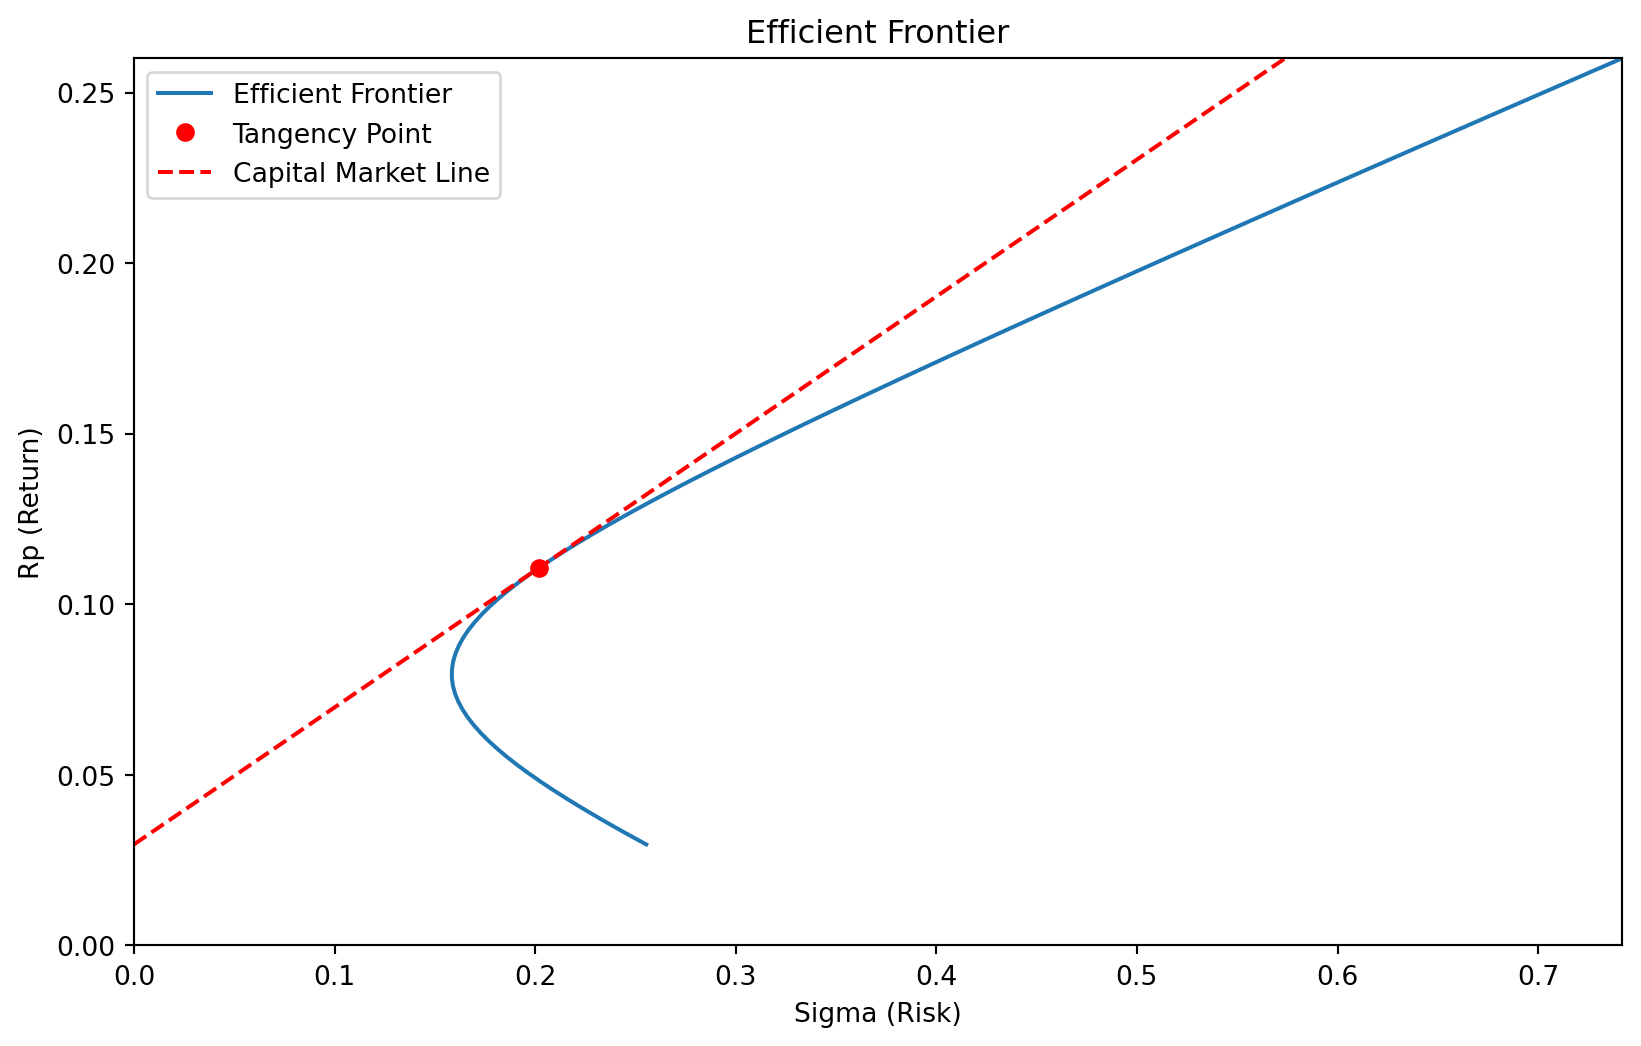 Efficient Frontier
Efficient Frontier
Tangency Point
Capital Market Line
Rp (Return)
0.25
0.20
0.15
0.10
0.05
0.00
0.0 0.1 0.2 0.3 0.4 0.5 0.6 0.7
Sigma (Risk)